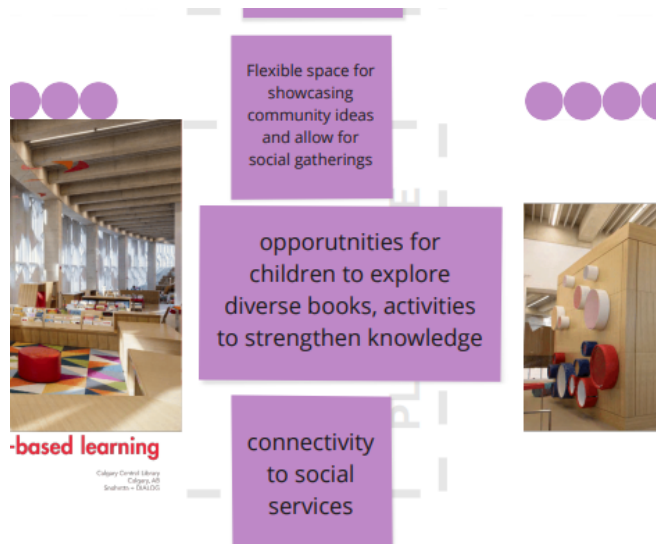 Flexible space for
showcasing
community ideas
and allow for
social gatherings
opporutnities for
children to explore
diverse books, activities
to strengthen knowledge
connectivity
to social
services
-based learning
Calgary Central Library
Calgary, AB
Snohetta + DIALOG